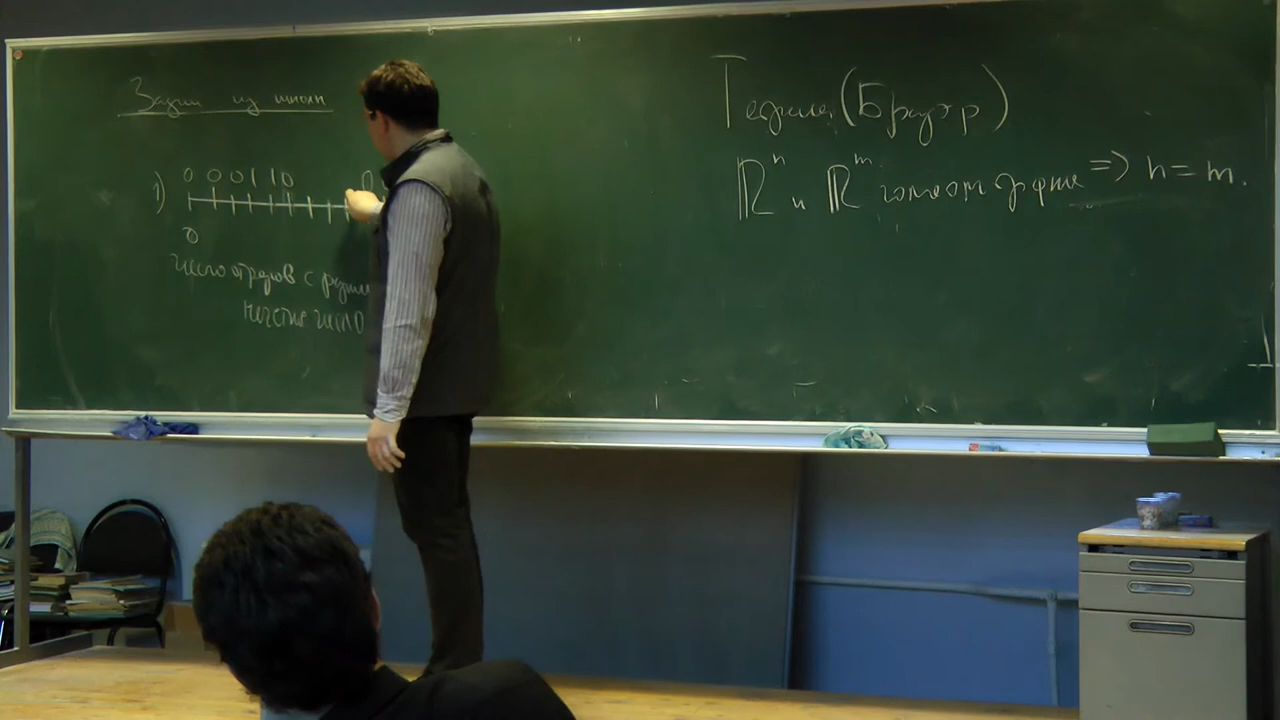 Задачи из школы
1) 0 0 0 1 1 0
0
число отрезков с разным
нечетное число
Теорема (Брауэр)
ℝⁿ и ℝᵐ гомеоморфны => n = m.